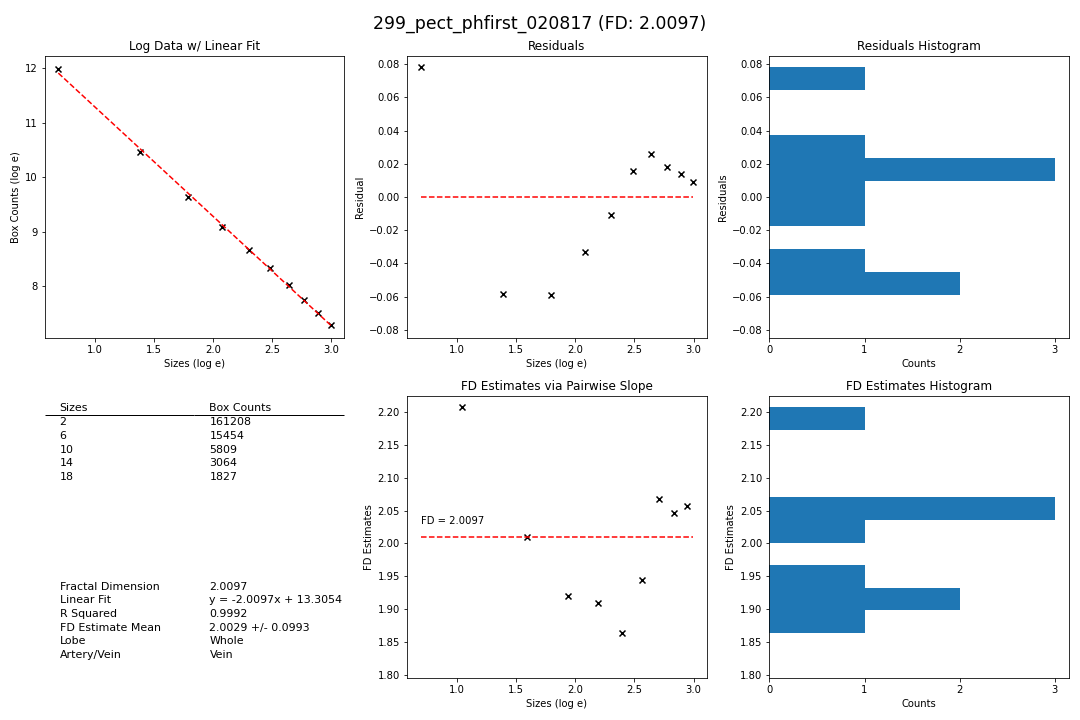 299_pect_phfirst_020817 (FD: 2.0097)
Log Data w/ Linear Fit
Box Counts (log e)
12
11
10
9
8
1.0 1.5 2.0 2.5 3.0
Sizes (log e)
Residuals
Residual
0.08
0.06
0.04
0.02
0.00
−0.02
−0.04
−0.06
−0.08
1.0 1.5 2.0 2.5 3.0
Sizes (log e)
Residuals Histogram
Residuals
0.08
0.06
0.04
0.02
0.00
−0.02
−0.04
−0.06
−0.08
0 1 2 3
Counts
Sizes Box Counts
2 161208
6 15454
10 5809
14 3064
18 1827
Fractal Dimension 2.0097
Linear Fit y = -2.0097x + 13.3054
R Squared 0.9992
FD Estimate Mean 2.0029 +/- 0.0993
Lobe Whole
Artery/Vein Vein
FD Estimates via Pairwise Slope
FD Estimates
2.20
2.15
2.10
2.05
2.00
1.95
1.90
1.85
1.80
FD = 2.0097
1.0 1.5 2.0 2.5 3.0
Sizes (log e)
FD Estimates Histogram
FD Estimates
2.20
2.15
2.10
2.05
2.00
1.95
1.90
1.85
1.80
0 1 2 3
Counts